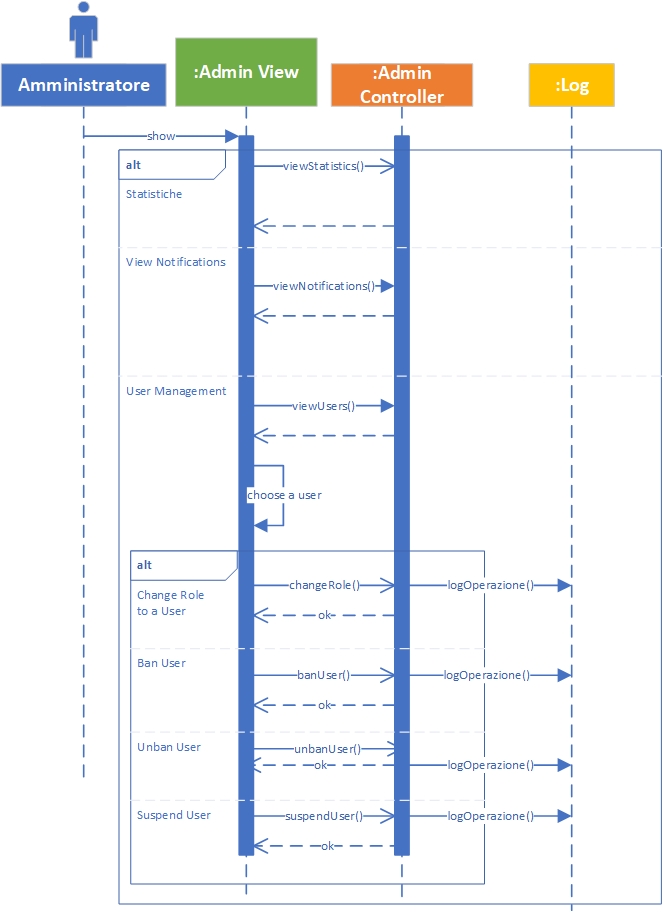 Amministratore
:Admin View
:Admin
Controller
:Log
show
alt
viewStatistics()
Statistiche
View Notifications
viewNotifications()
User Management
viewUsers()
choose a user
alt
changeRole()
logOperazione()
Change Role
to a User
ok
Ban User
banUser()
logOperazione()
ok
Unban User
unbanUser()
ok
logOperazione()
Suspend User
suspendUser()
logOperazione()
ok